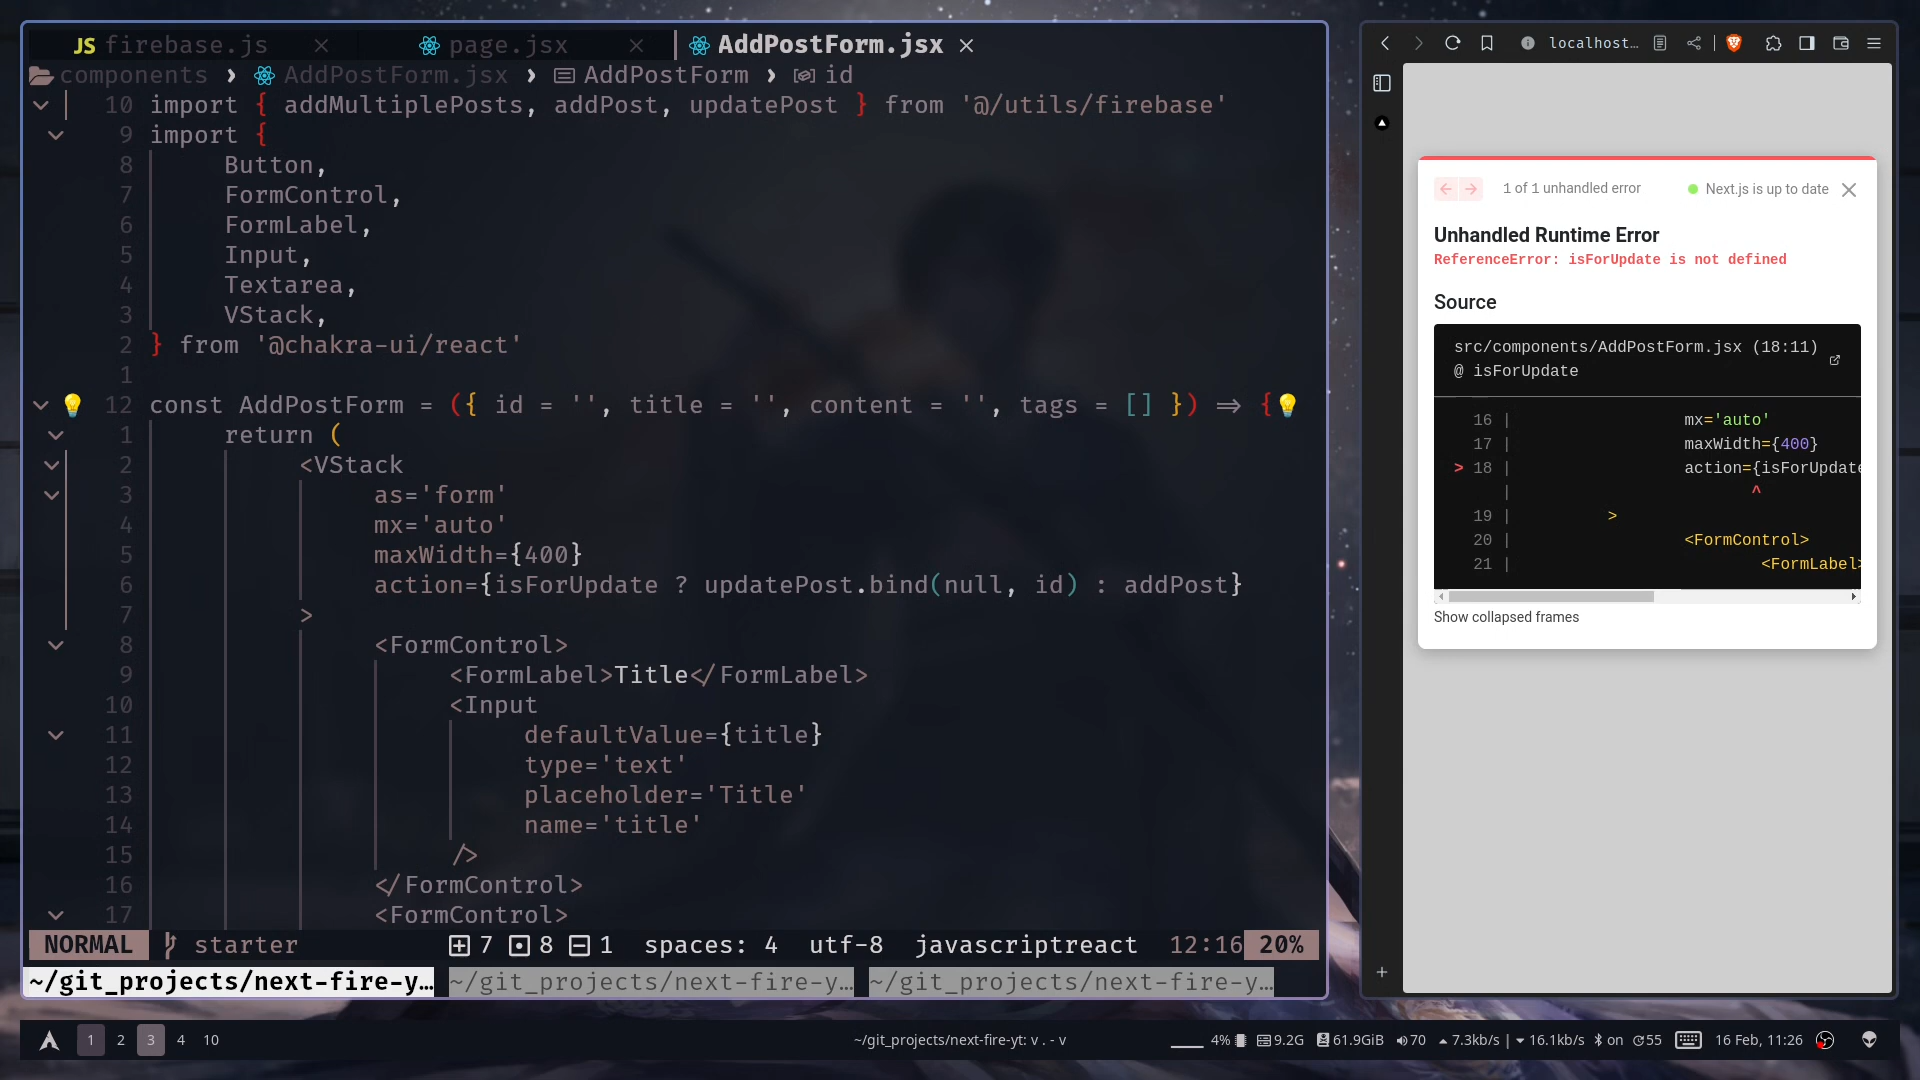 JS firebase.js
page.jsx
AddPostForm.jsx
components › AddPostForm.jsx › AddPostForm › id
10 import { addMultiplePosts, addPost, updatePost } from '@/utils/firebase'
9 import {
8 Button,
7 FormControl,
6 FormLabel,
5 Input,
4 Textarea,
3 VStack,
2 } from '@chakra-ui/react'
1
12 const AddPostForm = ({ id = '', title = '', content = '', tags = [] }) => {
1 return (
2 <VStack
3 as='form'
4 mx='auto'
5 maxWidth={400}
6 action={isForUpdate ? updatePost.bind(null, id) : addPost}
7 >
8 <FormControl>
9 <FormLabel>Title</FormLabel>
10 <Input
11 defaultValue={title}
12 type='text'
13 placeholder='Title'
14 name='title'
15 />
16 </FormControl>
17 <FormControl>
NORMAL starter 7 8 1 spaces: 4 utf-8 javascriptreact 12:16 20%
~/git_projects/next-fire-y… ~/git_projects/next-fire-y… ~/git_projects/next-fire-y…
localhost…
1 of 1 unhandled error
Next.js is up to date
Unhandled Runtime Error
ReferenceError: isForUpdate is not defined
Source
src/components/AddPostForm.jsx (18:11)
@ isForUpdate
16 | mx='auto'
17 | maxWidth={400}
> 18 | action={isForUpdate
| ^
19 | >
20 | <FormControl>
21 | <FormLabel>
Show collapsed frames
1 2 3 4 10
~/git_projects/next-fire-yt: v . - v
4% 9.2G 61.9GiB 70 7.3kb/s | 16.1kb/s on 55 16 Feb, 11:26